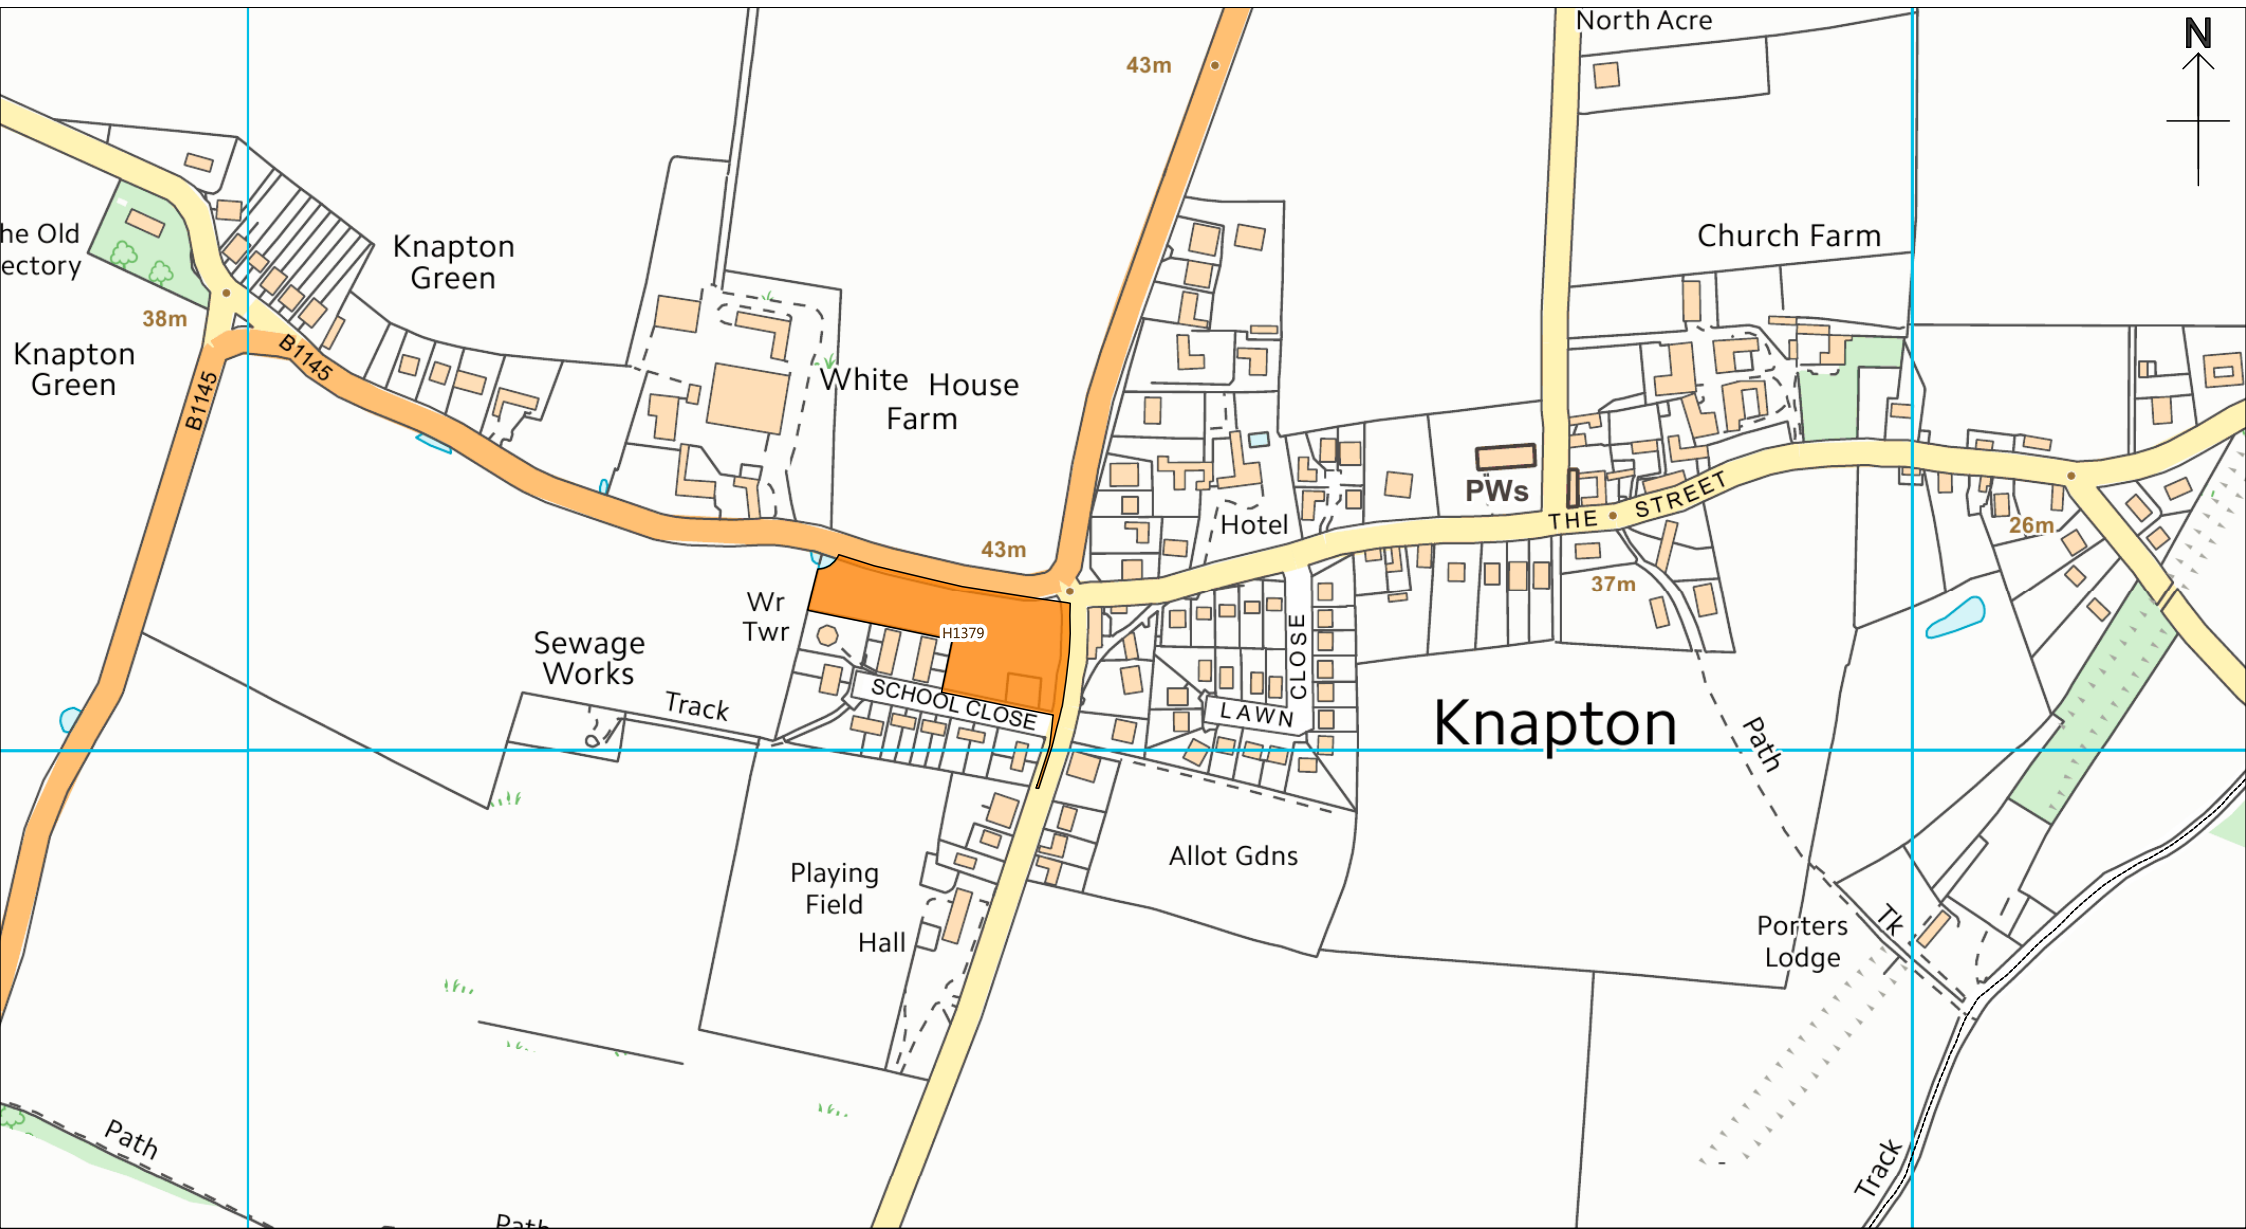 North Acre
N
43m
Church Farm
he Old
ectory
Knapton
Green
38m
Knapton
Green
B1145
B1145
White House
Farm
PWs
THE STREET
Hotel
26m
43m
37m
Wr
Twr
H1379
Sewage
Works
CLOSE
SCHOOL CLOSE
Track
LAWN
Knapton
Path
Allot Gdns
Playing
Field
Hall
Porters
Lodge
Tk
Path
Track
Path